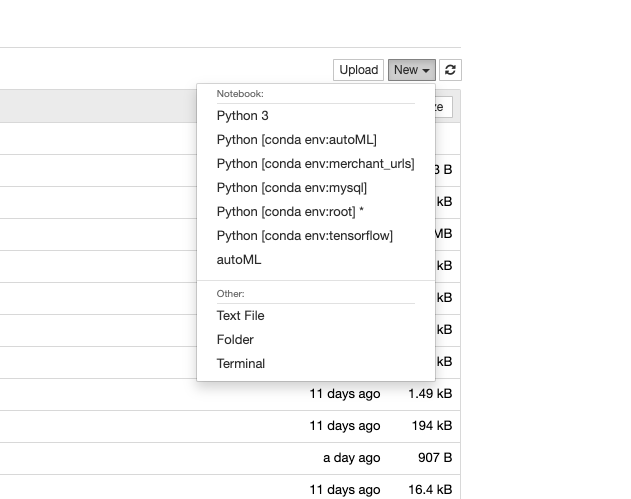 Upload New
Notebook:
ze
Python 3
Python [conda env:autoML]
Python [conda env:merchant_urls]
B
Python [conda env:mysql]
Python [conda env:root] *
kB
Python [conda env:tensorflow]
MB
autoML
kB
Other:
kB
Text File
kB
Folder
Terminal
kB
11 days ago 1.49 kB
11 days ago 194 kB
a day ago 907 B
11 days ago 16.4 kB